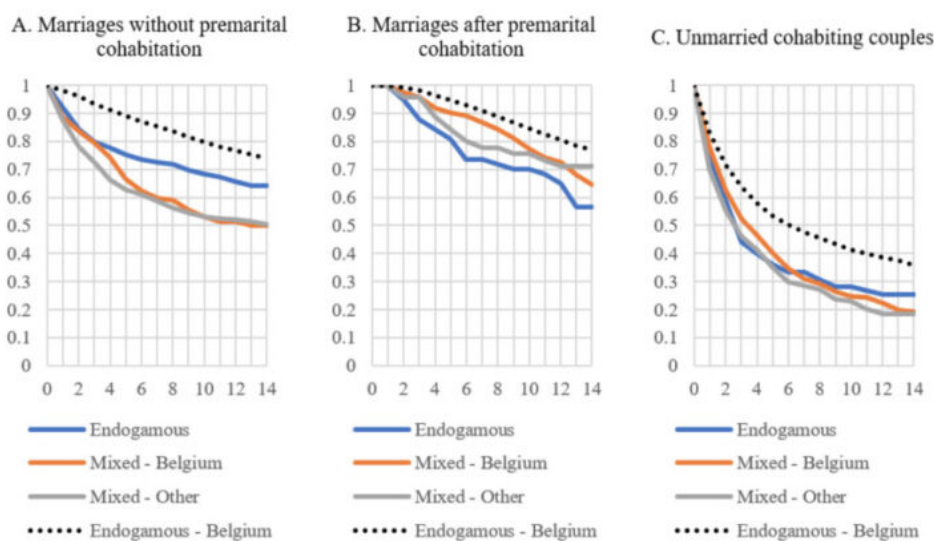 A. Marriages without premarital
cohabitation
1
0.9
0.8
0.7
0.6
0.5
0.4
0.3
0.2
0.1
0
0 2 4 6 8 10 12 14
Endogamous
Mixed - Belgium
Mixed - Other
Endogamous - Belgium
B. Marriages after premarital
cohabitation
1
0.9
0.8
0.7
0.6
0.5
0.4
0.3
0.2
0.1
0
0 2 4 6 8 10 12 14
Endogamous
Mixed - Belgium
Mixed - Other
Endogamous - Belgium
C. Unmarried cohabiting couples
1
0.9
0.8
0.7
0.6
0.5
0.4
0.3
0.2
0.1
0
0 2 4 6 8 10 12 14
Endogamous
Mixed - Belgium
Mixed - Other
Endogamous - Belgium